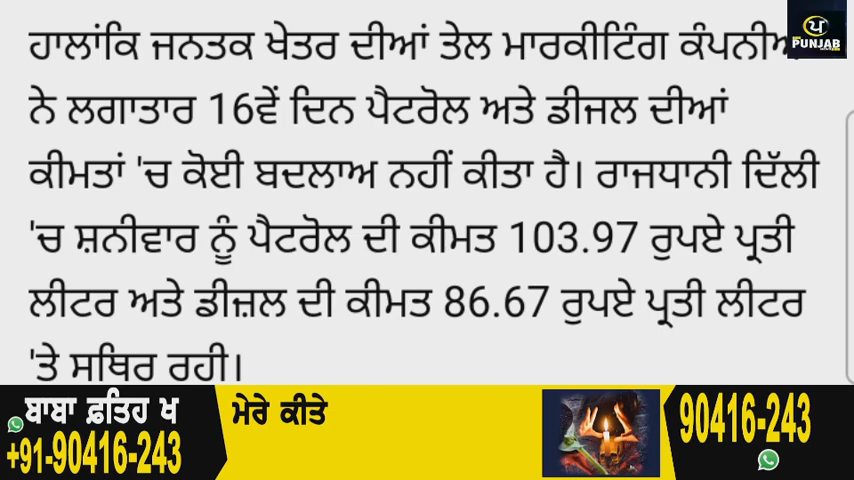 ਹਾਲਾਂਕਿ ਜਨਤਕ ਖੇਤਰ ਦੀਆਂ ਤੇਲ ਮਾਰਕੀਟਿੰਗ ਕੰਪਨੀਆਂ
ਨੇ ਲਗਾਤਾਰ 16ਵੇਂ ਦਿਨ ਪੈਟਰੋਲ ਅਤੇ ਡੀਜਲ ਦੀਆਂ
ਕੀਮਤਾਂ 'ਚ ਕੋਈ ਬਦਲਾਅ ਨਹੀਂ ਕੀਤਾ ਹੈ। ਰਾਜਧਾਨੀ ਦਿੱਲੀ
'ਚ ਸ਼ਨੀਵਾਰ ਨੂੰ ਪੈਟਰੋਲ ਦੀ ਕੀਮਤ 103.97 ਰੁਪਏ ਪ੍ਰਤੀ
ਲੀਟਰ ਅਤੇ ਡੀਜ਼ਲ ਦੀ ਕੀਮਤ 86.67 ਰੁਪਏ ਪ੍ਰਤੀ ਲੀਟਰ
'ਤੇ ਸਥਿਰ ਰਹੀ।
ਪ
PUNJAB
ਬਾਬਾ ਫ਼ਤਿਹ ਖ
+91-90416-243
ਮੇਰੇ ਕੀਤੇ
90416-243